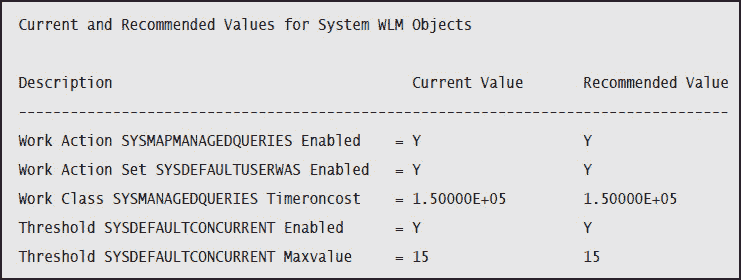 Current and Recommended Values for System WLM Objects
Description Current Value Recommended Value
--------------------------------------------------------------------------------------
Work Action SYSMAPMANAGEDQUERIES Enabled = Y Y
Work Action Set SYSDEFAULTUSERWAS Enabled = Y Y
Work Class SYSMANAGEDQUERIES Timeroncost = 1.50000E+05 1.50000E+05
Threshold SYSDEFAULTCONCURRENT Enabled = Y Y
Threshold SYSDEFAULTCONCURRENT Maxvalue = 15 15